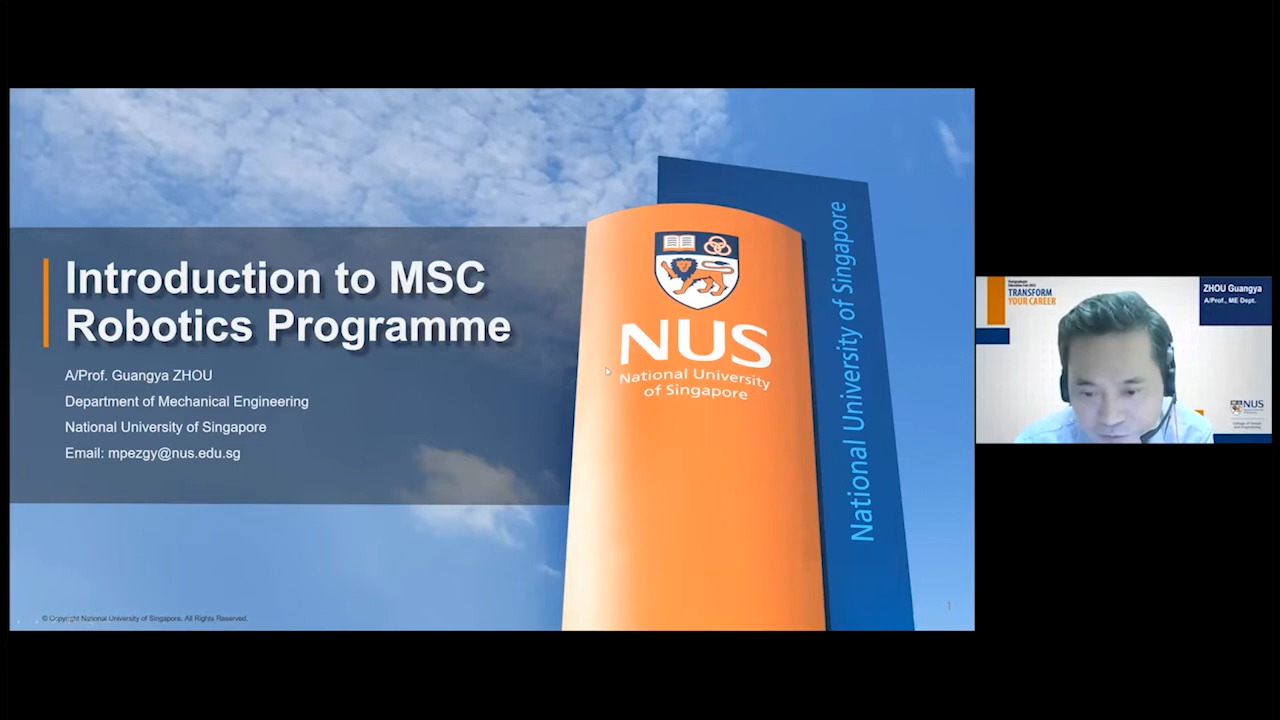 Introduction to MSC
Robotics Programme
A/Prof. Guangya ZHOU
Department of Mechanical Engineering
National University of Singapore
Email: mpezgy@nus.edu.sg
© Copyright National University of Singapore. All Rights Reserved.
NUS
National University
of Singapore
National University of Singapore
1
TRANSFORM
YOUR CAREER
ZHOU Guangya
A/Prof., ME Dept.
NUS